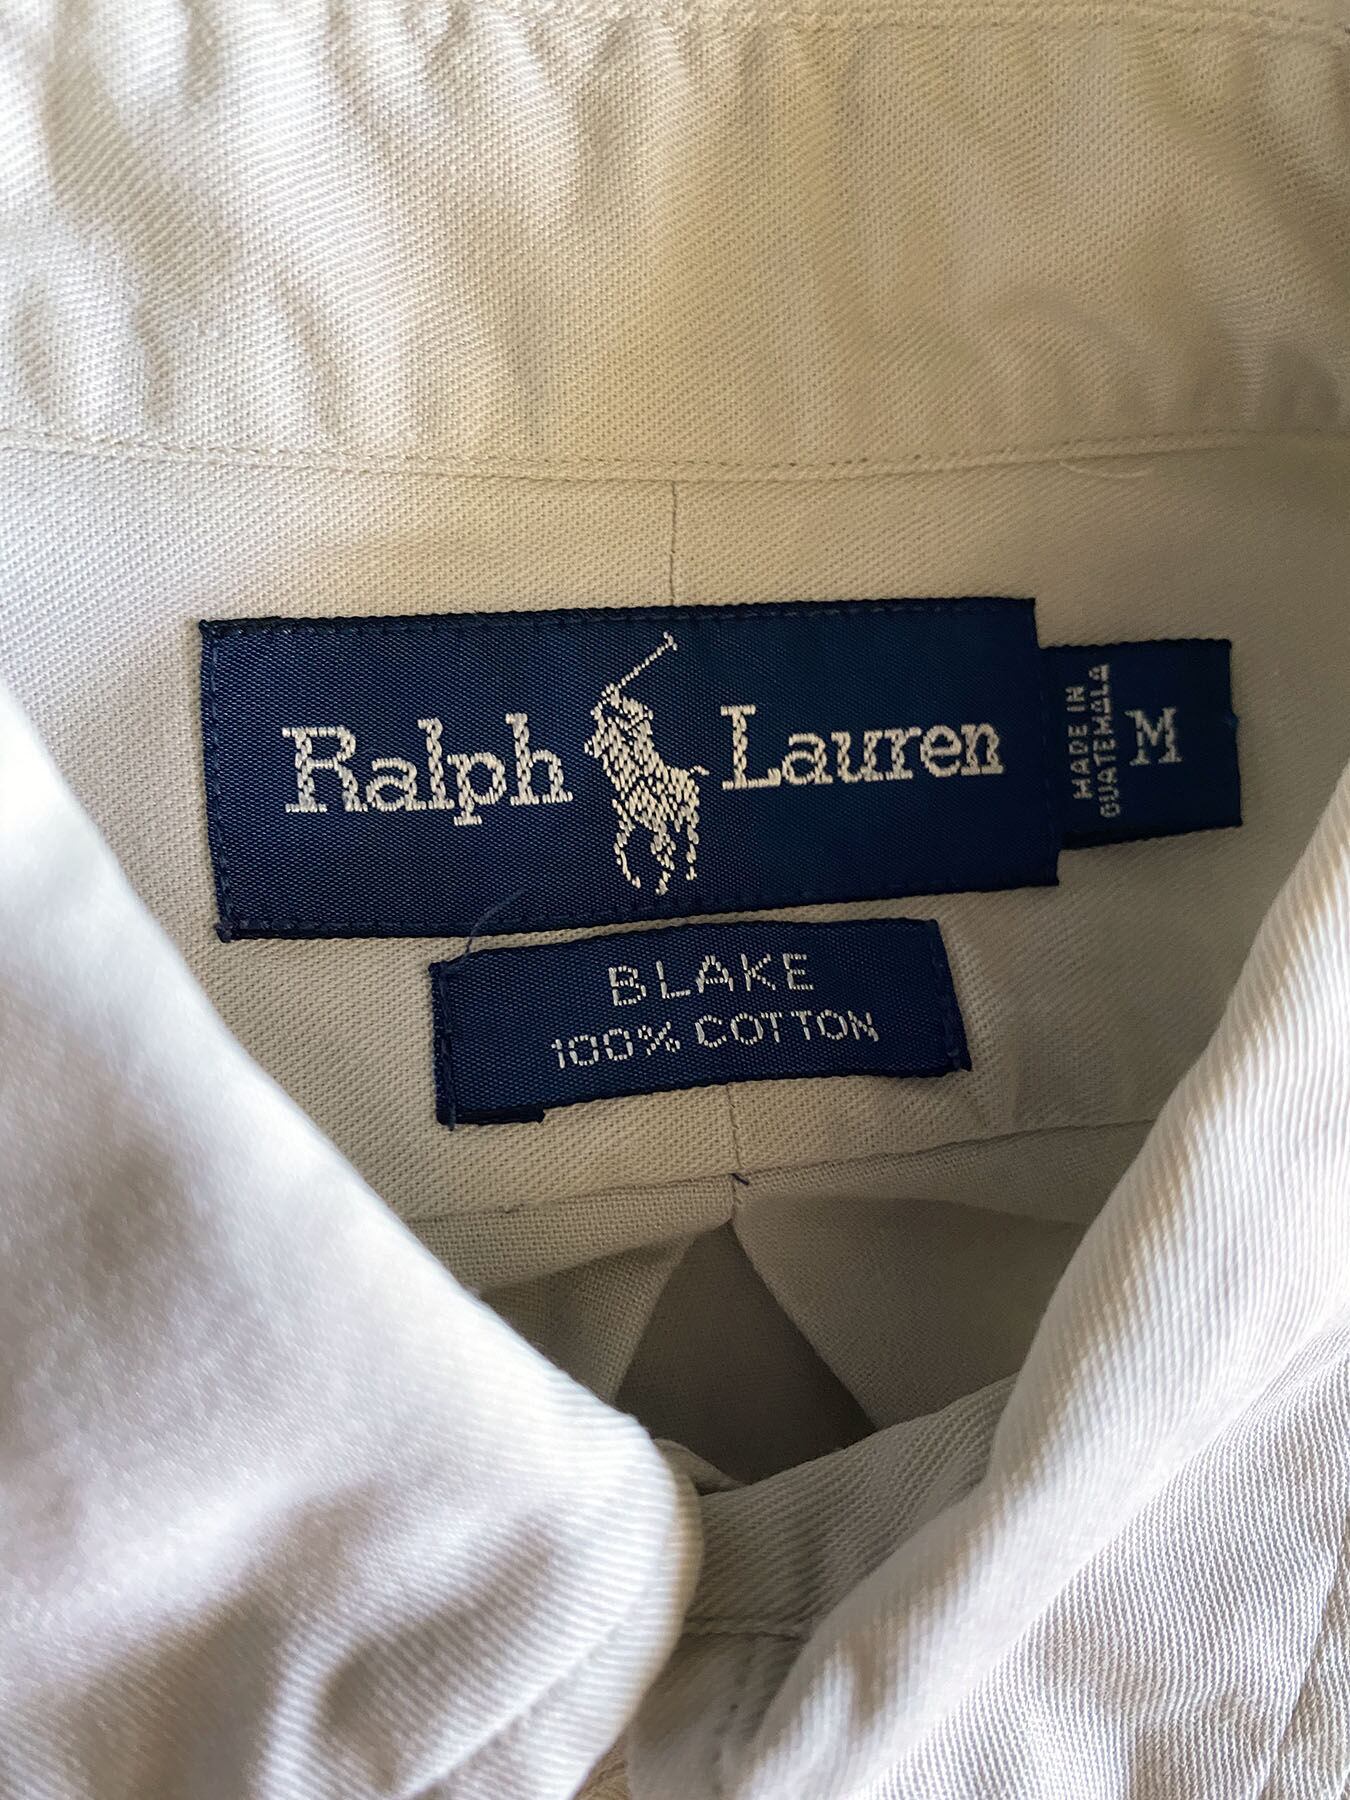 Ralph Lauren
MADE IN
GUATEMALA
M
BLAKE
100% COTTON